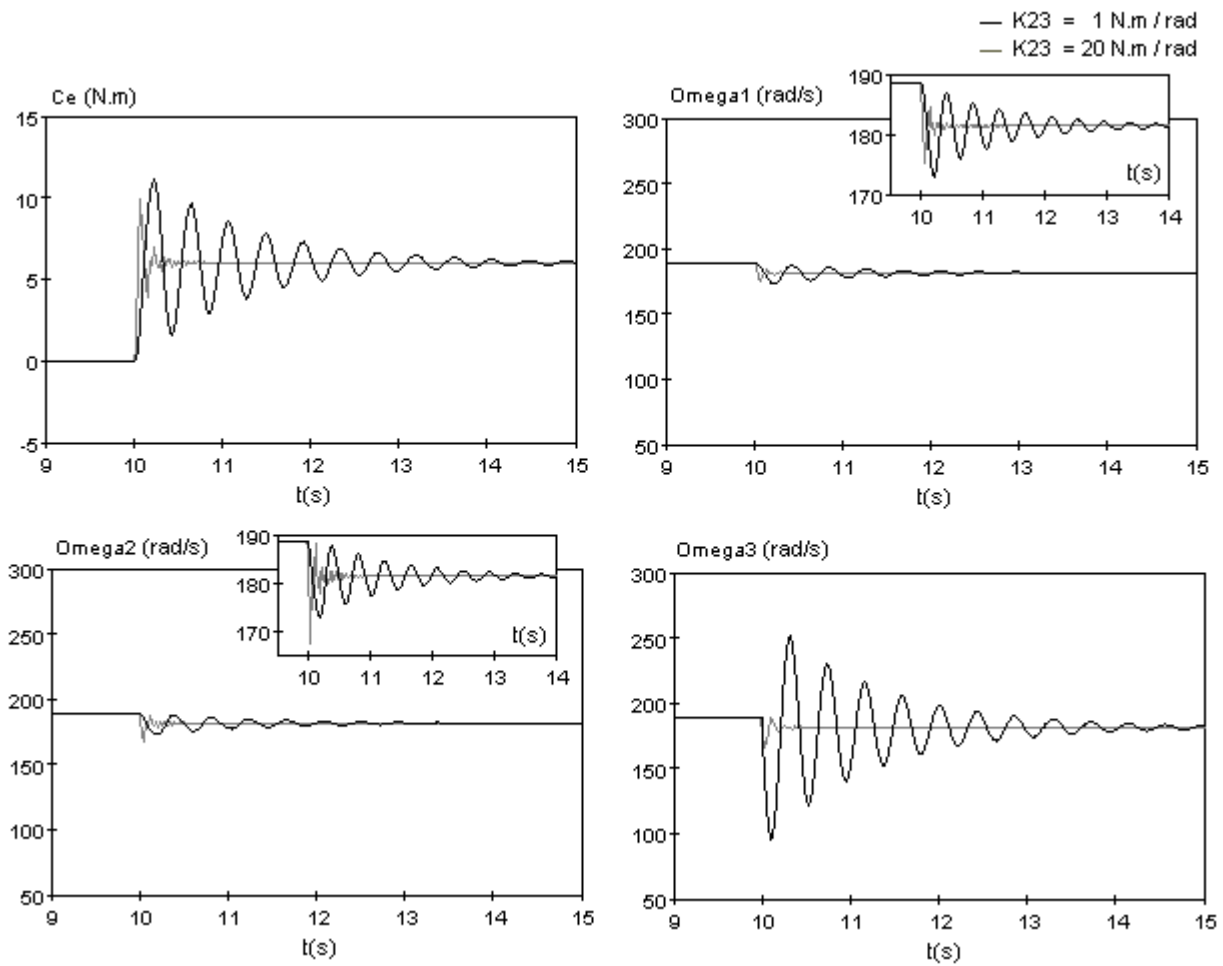 — K23 = 1 N.m / rad
— K23 = 20 N.m / rad
Ce (N.m)
15
10
5
0
-5
9 10 11 12 13 14 15
t(s)
Omega1 (rad/s)
300
250
200
150
100
50
9 10 11 12 13 14 15
t(s)
190
180
170
10 11 12 13 14
t(s)
Omega2 (rad/s)
300
250
200
150
100
50
9 10 11 12 13 14 15
t(s)
190
180
170
10 11 12 13 14
t(s)
Omega3 (rad/s)
300
250
200
150
100
50
9 10 11 12 13 14 15
t(s)